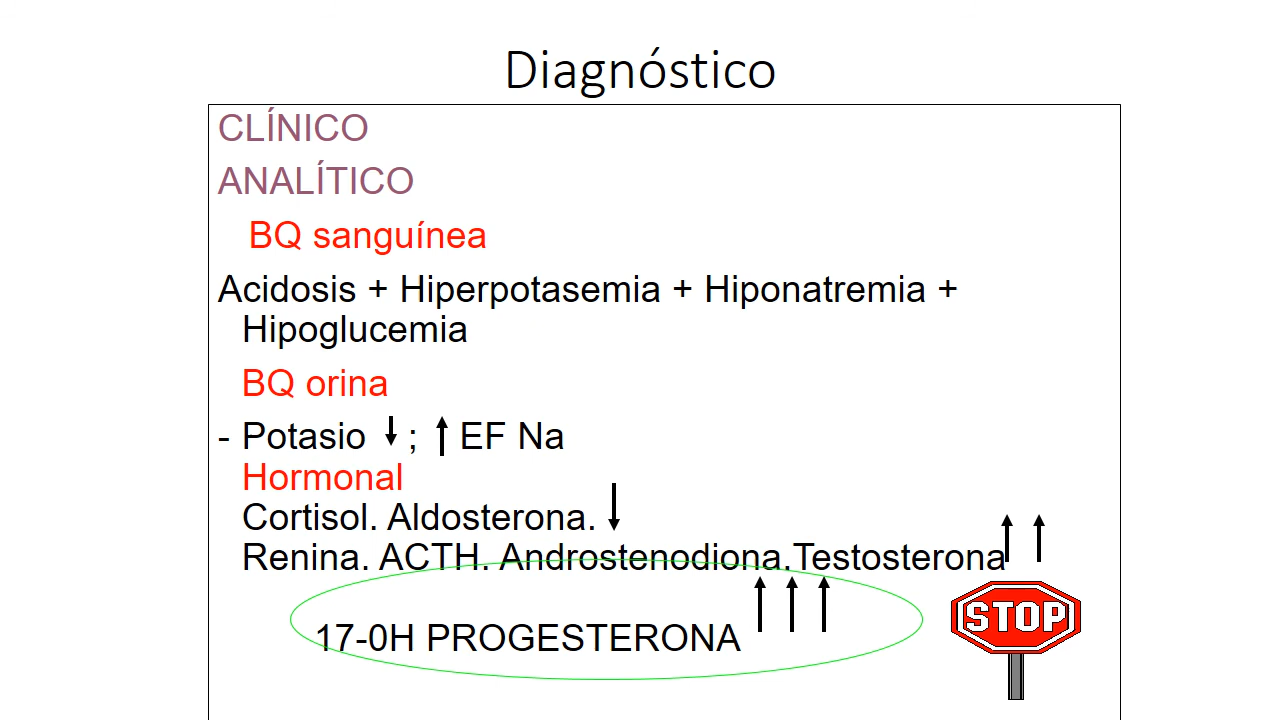 Diagnóstico
CLÍNICO
ANALÍTICO
BQ sanguínea
Acidosis + Hiperpotasemia + Hiponatremia +
Hipoglucemia
BQ orina
- Potasio ↓ ; ↑ EF Na
Hormonal
Cortisol. Aldosterona. ↓
Renina. ACTH. Androstenodiona.Testosterona ↑ ↑
17-0H PROGESTERONA ↑ ↑ ↑
STOP